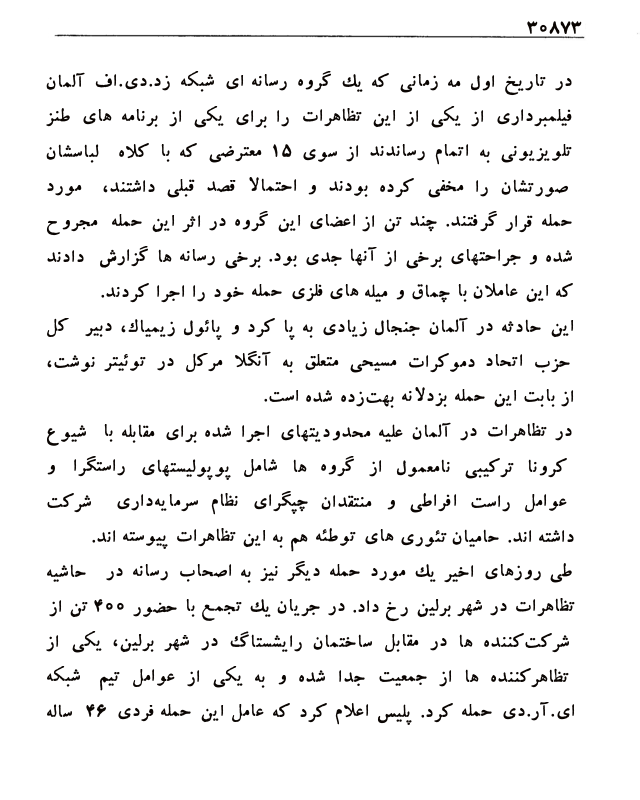 ۳۰۸۷۳
در تاریخ اول مه زمانی که یك گروه رسانه ای شبکه زد.دی.اف آلمان
فیلمبرداری از یکی از این تظاهرات را برای یکی از برنامه های طنز
تلویزیونی به اتمام رساندند از سوی ۱۵ معترضی که با کلاه لباسشان
صورتشان را مخفی کرده بودند و احتمالا قصد قبلی داشتند، مورد
حمله قرار گرفتند. چند تن از اعضای این گروه در اثر این حمله مجروح
شده و جراحتهای برخی از آنها جدی بود. برخی رسانه ها گزارش دادند
که این عاملان با چماق و میله های فلزی حمله خود را اجرا کردند.
این حادثه در آلمان جنجال زیادی به پا کرد و پائول زیمیاك، دبیر کل
حزب اتحاد دموکرات مسیحی متعلق به آنگلا مرکل در توئیتر نوشت،
از بابت این حمله بزدلانه بهت‌زده شده است.
در تظاهرات در آلمان علیه محدودیتهای اجرا شده برای مقابله با شیوع
کرونا ترکیبی نامعمول از گروه ها شامل پوپولیستهای راستگرا و
عوامل راست افراطی و منتقدان چپگرای نظام سرمایه‌داری شرکت
داشته اند. حامیان تئوری های توطئه هم به این تظاهرات پیوسته اند.
طی روزهای اخیر یك مورد حمله دیگر نیز به اصحاب رسانه در حاشیه
تظاهرات در شهر برلین رخ داد. در جریان یك تجمع با حضور ۴۰۰ تن از
شرکت‌کننده ها در مقابل ساختمان رایشستاگ در شهر برلین، یکی از
تظاهرکننده ها از جمعیت جدا شده و به یکی از عوامل تیم شبکه
ای.آر.دی حمله کرد. پلیس اعلام کرد که عامل این حمله فردی ۴۶ ساله